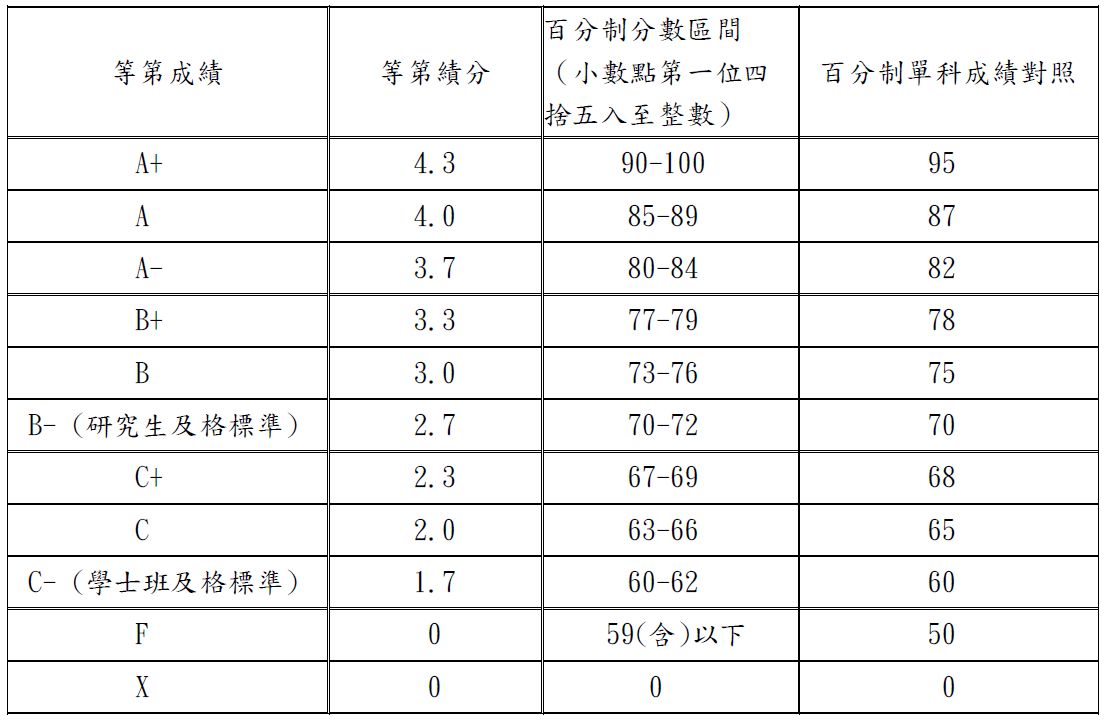 等第成績 等第績分 百分制分數區間 百分制單科成績對照
（小數點第一位四
捨五入至整數）
A+ 4.3 90-100 95
A 4.0 85-89 87
A- 3.7 80-84 82
B+ 3.3 77-79 78
B 3.0 73-76 75
B-（研究生及格標準） 2.7 70-72 70
C+ 2.3 67-69 68
C 2.0 63-66 65
C-（學士班及格標準） 1.7 60-62 60
F 0 59(含)以下 50
X 0 0 0